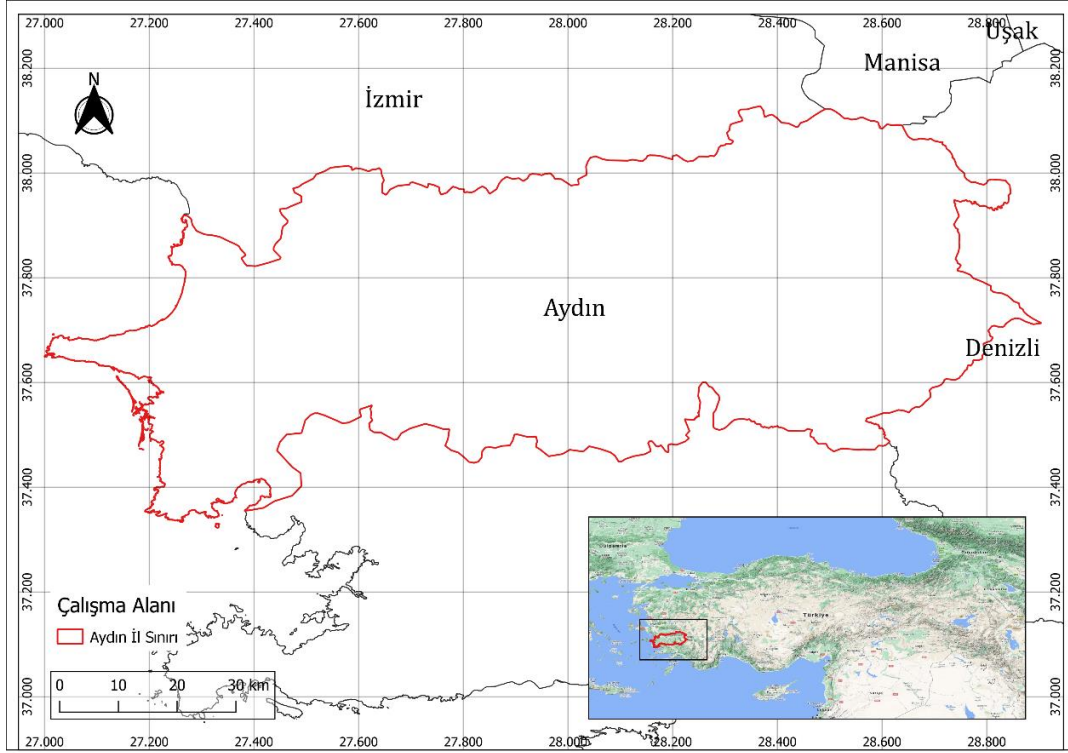 27.000 27.200 27.400 27.600 27.800 28.000 28.200 28.400 28.600 28.800
Uşak
Manisa
38.200 38.200
İzmir
N
38.000 38.000
37.800 37.800
Aydın
Denizli
37.600 37.600
37.400 37.400
37.200 37.200
Türkiye
Çalışma Alanı
Aydın İl Sınırı
0 10 20 30 km
37.000 37.000
27.000 27.200 27.400 27.600 27.800 28.000 28.200 28.400 28.600 28.800